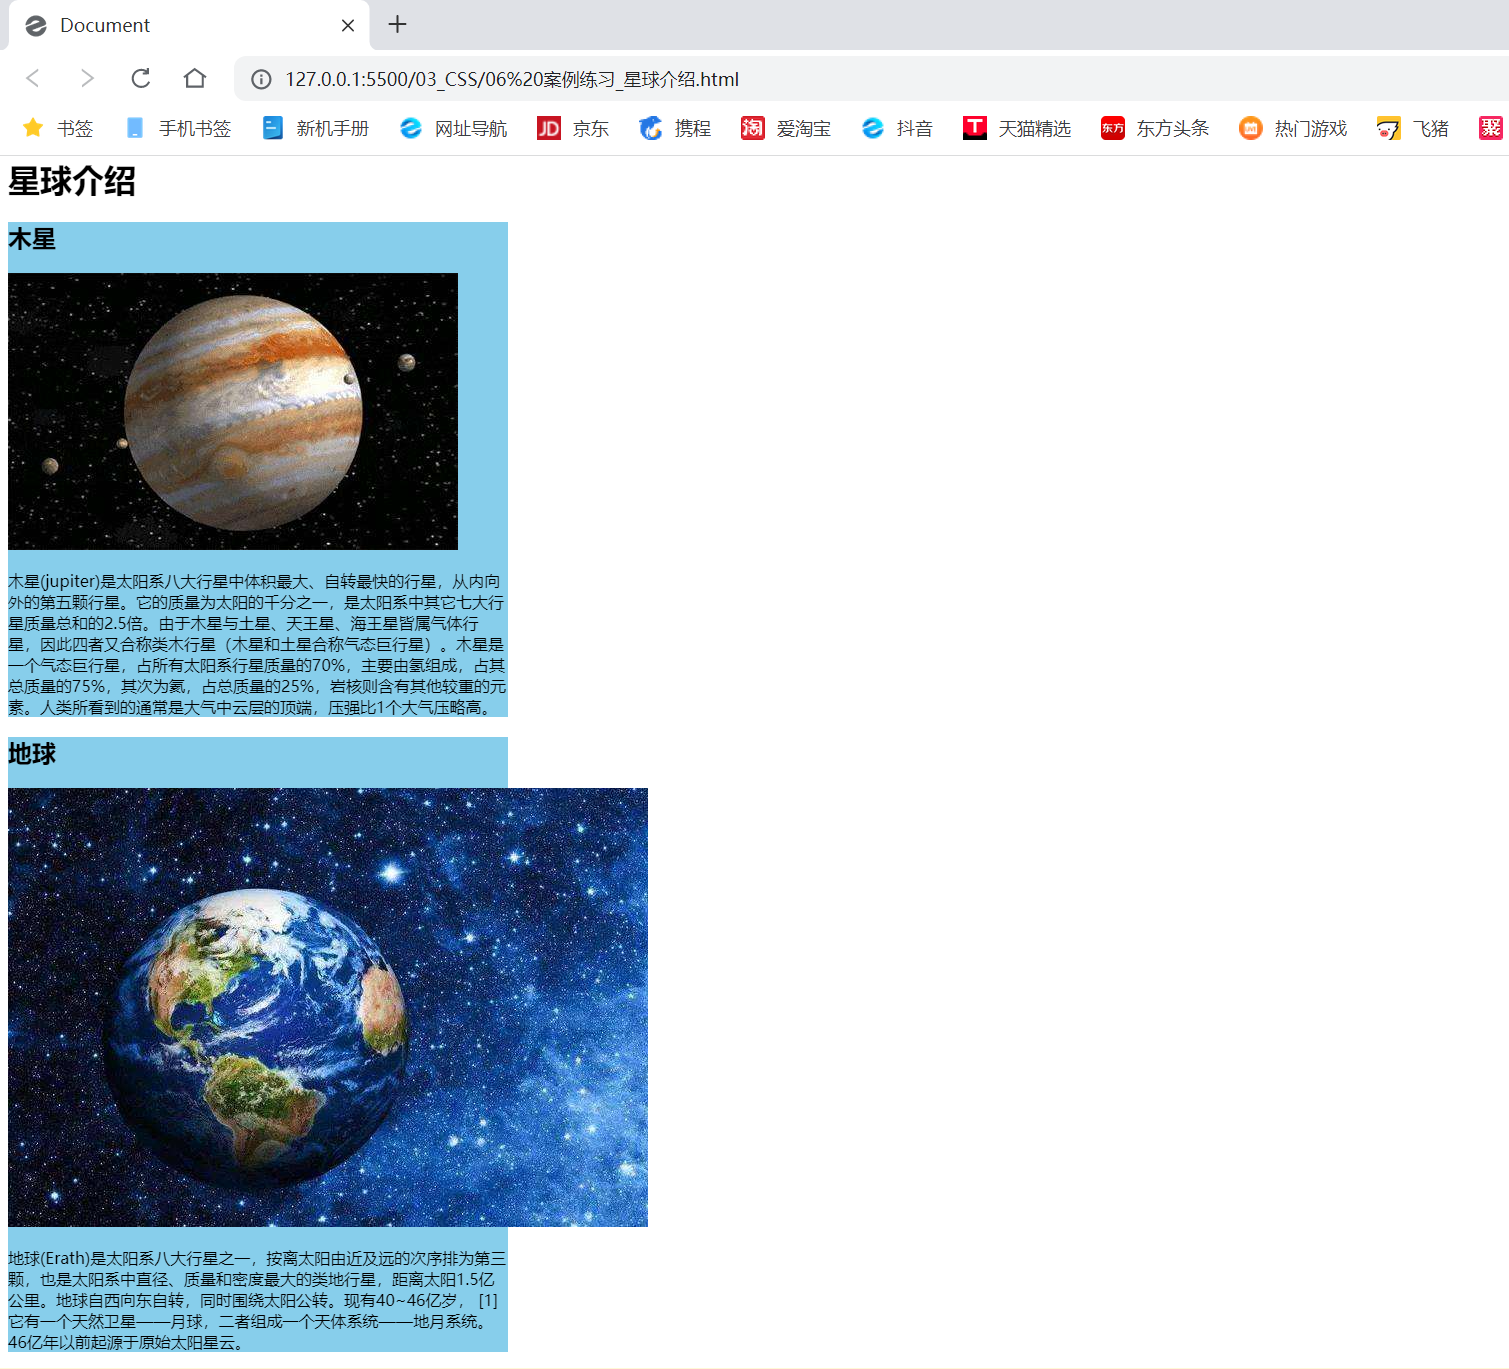 Document
127.0.0.1:5500/03_CSS/06%20案例练习_星球介绍.html
书签 手机书签 新机手册 网址导航 JD 京东 携程 淘 爱淘宝 抖音 T 天猫精选 东方 东方头条 热门游戏 飞猪 聚
星球介绍
木星
木星(jupiter)是太阳系八大行星中体积最大、自转最快的行星，从内向
外的第五颗行星。它的质量为太阳的千分之一，是太阳系中其它七大行
星质量总和的2.5倍。由于木星与土星、天王星、海王星皆属气体行
星，因此四者又合称类木行星（木星和土星合称气态巨行星）。木星是
一个气态巨行星，占所有太阳系行星质量的70%，主要由氢组成，占其
总质量的75%，其次为氦，占总质量的25%，岩核则含有其他较重的元
素。人类所看到的通常是大气中云层的顶端，压强比1个大气压略高。
地球
地球(Erath)是太阳系八大行星之一，按离太阳由近及远的次序排为第三
颗，也是太阳系中直径、质量和密度最大的类地行星，距离太阳1.5亿
公里。地球自西向东自转，同时围绕太阳公转。现有40~46亿岁， [1]
它有一个天然卫星——月球，二者组成一个天体系统——地月系统。
46亿年以前起源于原始太阳星云。